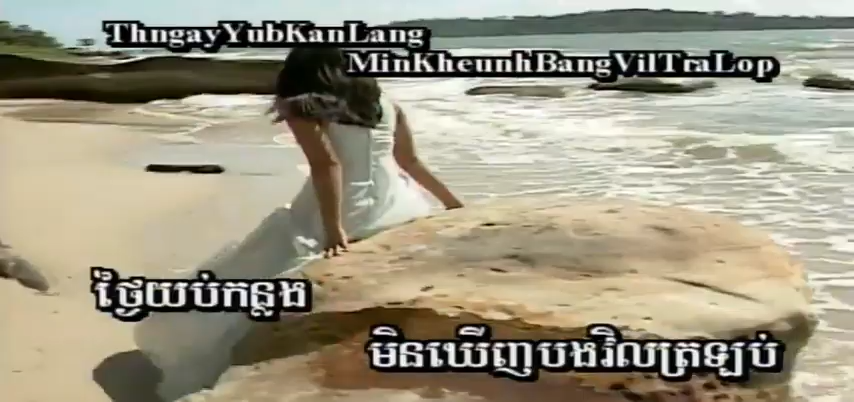 ThngayYubKanLang
MinKheunhBangVilTraLop
ថ្ងៃយប់កន្លង
មិនឃើញបងវិលត្រឡប់